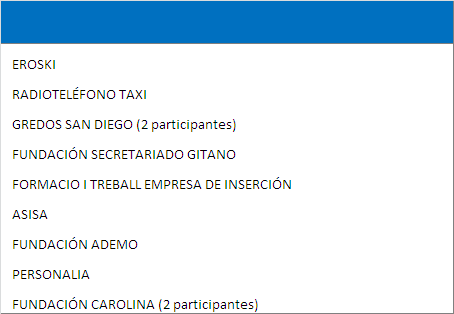 EROSKI
RADIOTELÉFONO TAXI
GREDOS SAN DIEGO (2 participantes)
FUNDACIÓN SECRETARIADO GITANO
FORMACIO I TREBALL EMPRESA DE INSERCIÓN
ASISA
FUNDACIÓN ADEMO
PERSONALIA
FUNDACIÓN CAROLINA (2 participantes)